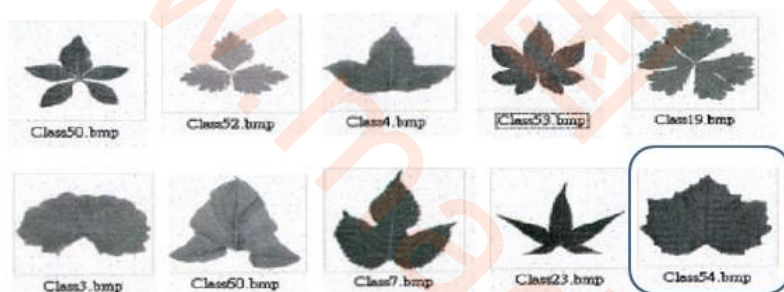 Class50.bmp
Class52.bmp
Class4.bmp
Class53.bmp
Class19.bmp
Class3.bmp
Class60.bmp
Class7.bmp
Class23.bmp
Class54.bmp